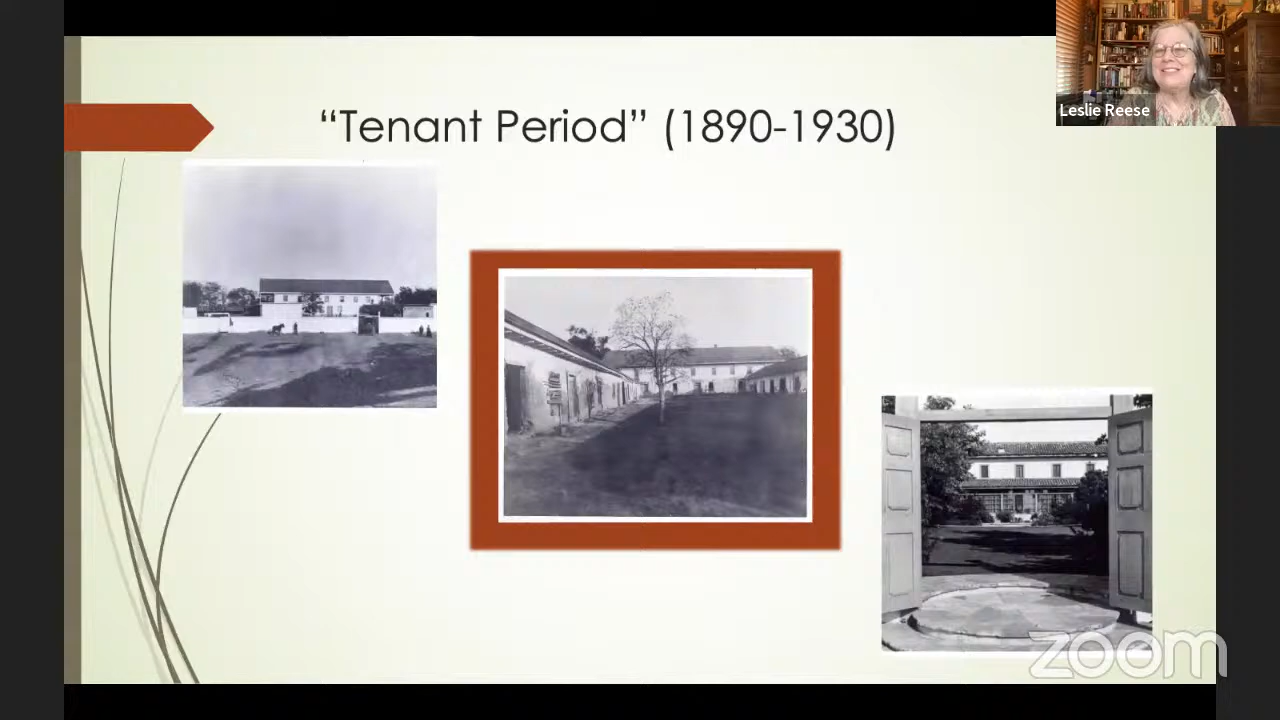 “Tenant Period” (1890-1930)
Leslie Reese
zoom